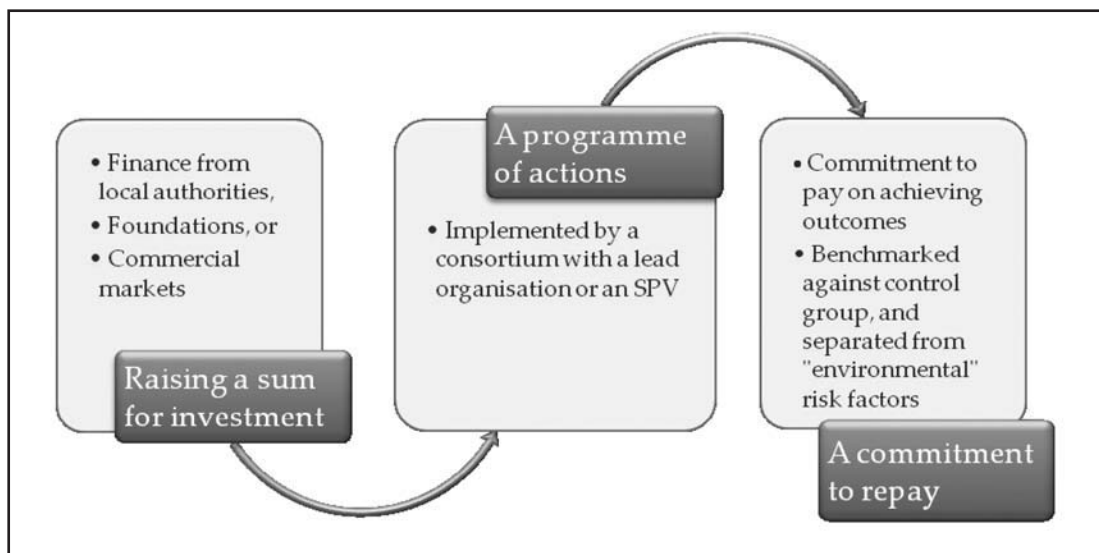 • Finance from
local authorities,
• Foundations, or
• Commercial
markets
Raising a sum
for investment
A programme
of actions
• Implemented by a
consortium with a lead
organisation or an SPV
• Commitment to
pay on achieving
outcomes
• Benchmarked
against control
group, and
separated from
"environmental"
risk factors
A commitment
to repay